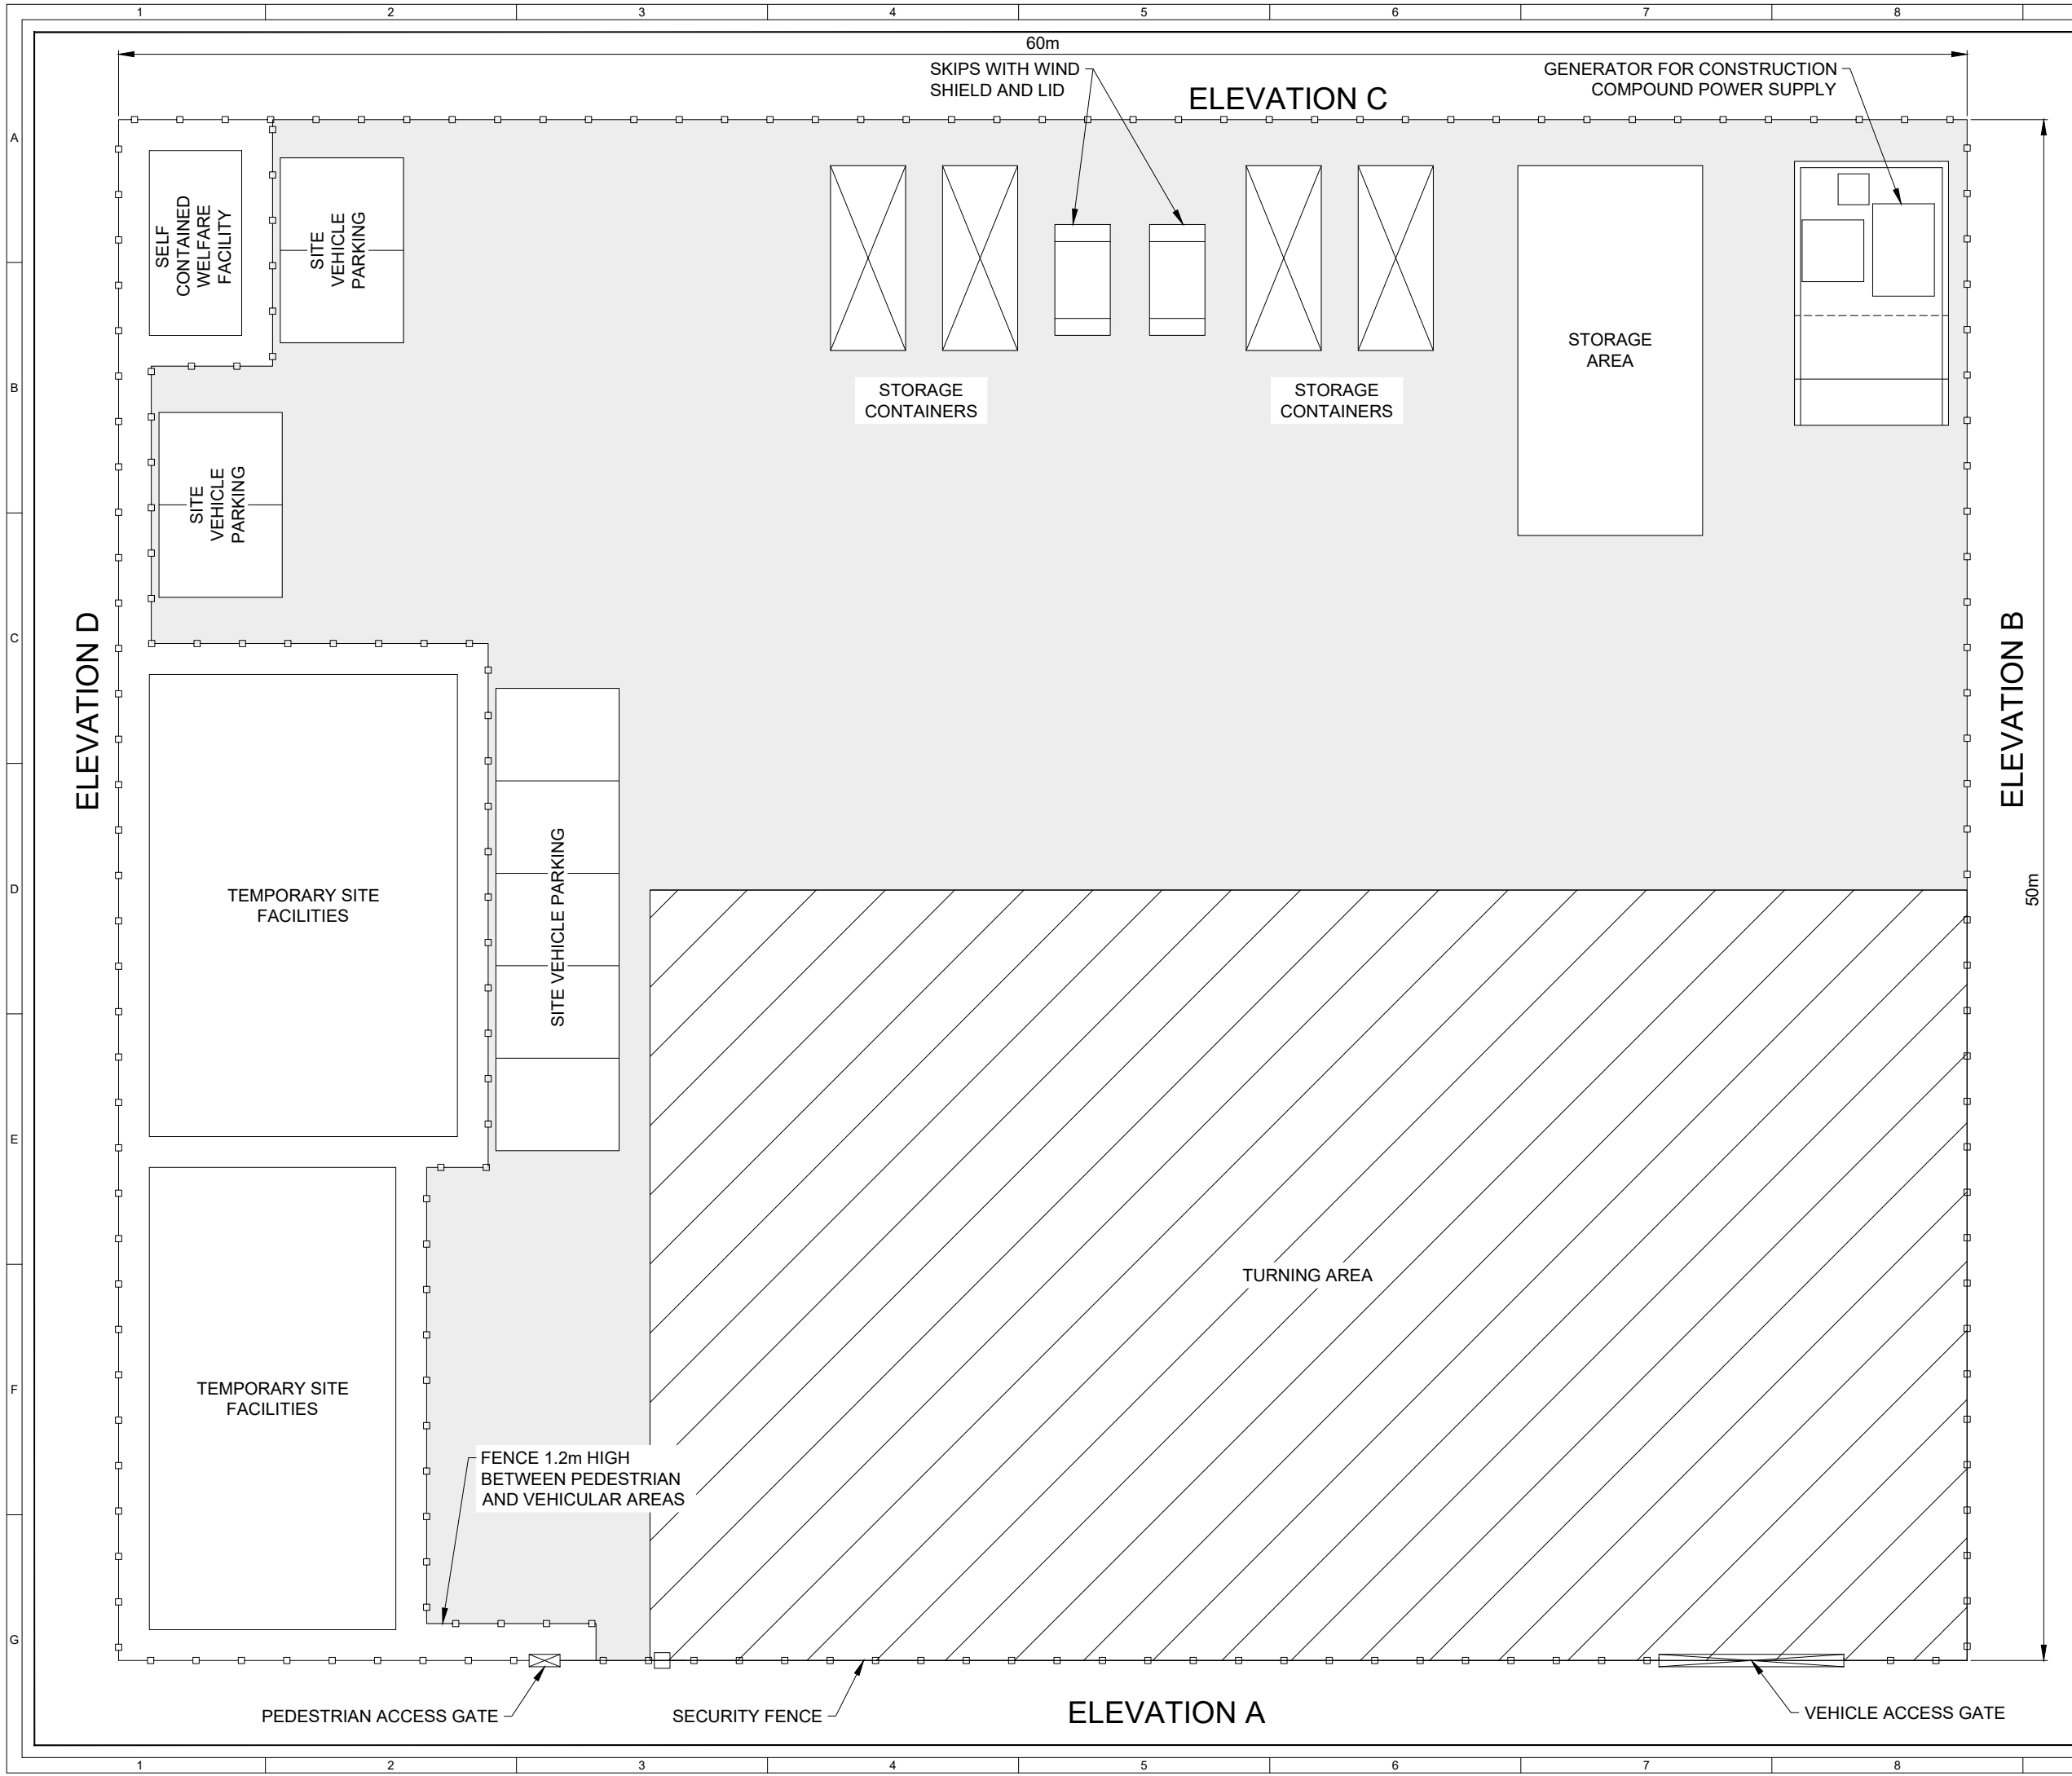 1 2 3 4 5 6 7 8
60m
SKIPS WITH WIND
SHIELD AND LID
GENERATOR FOR CONSTRUCTION
COMPOUND POWER SUPPLY
ELEVATION C
A
SELF
CONTAINED
WELFARE
FACILITY
SITE
VEHICLE
PARKING
STORAGE
AREA
B
STORAGE
CONTAINERS
STORAGE
CONTAINERS
SITE
VEHICLE
PARKING
C
ELEVATION D
ELEVATION B
D
TEMPORARY SITE
FACILITIES
SITE VEHICLE PARKING
50m
E
TURNING AREA
F
TEMPORARY SITE
FACILITIES
FENCE 1.2m HIGH
BETWEEN PEDESTRIAN
AND VEHICULAR AREAS
G
PEDESTRIAN ACCESS GATE
SECURITY FENCE
ELEVATION A
VEHICLE ACCESS GATE
1 2 3 4 5 6 7 8